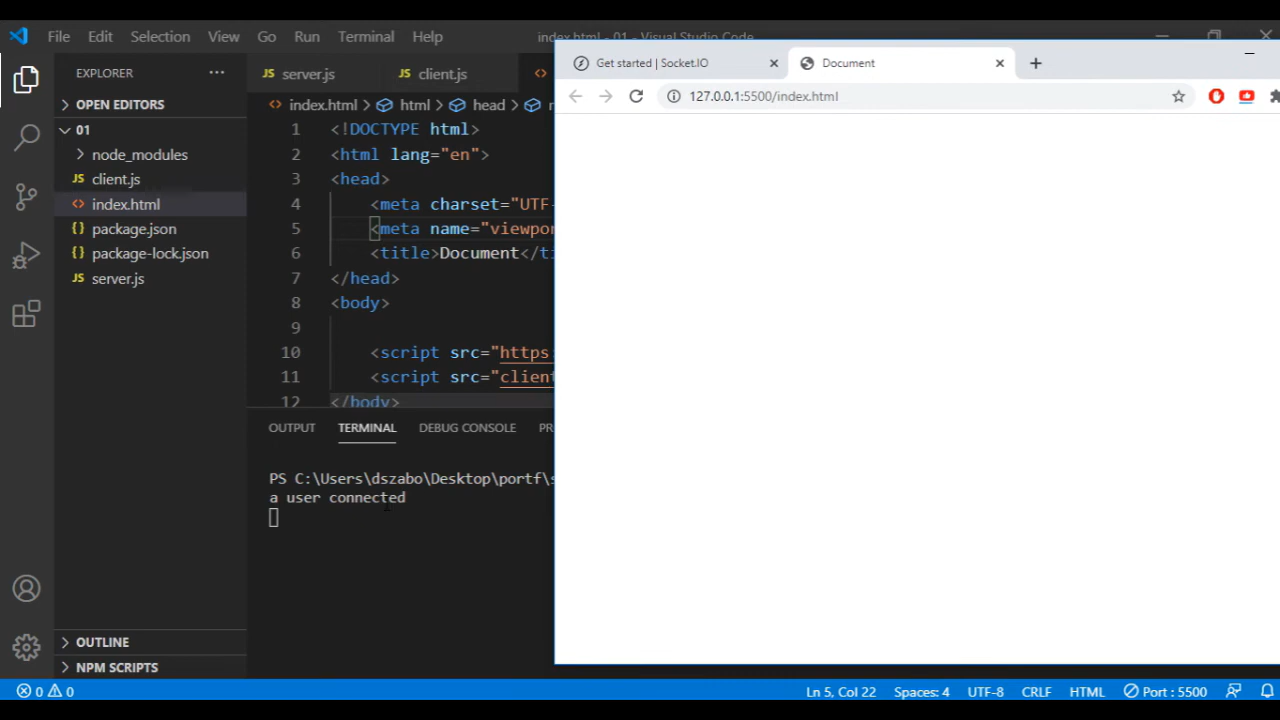 File Edit Selection View Go Run Terminal Help
index.html - 01 - Visual Studio Code
EXPLORER
OPEN EDITORS
01
node_modules
JS client.js
<> index.html
{} package.json
{} package-lock.json
JS server.js
OUTLINE
NPM SCRIPTS
JS server.js JS client.js <>
<> index.html > html > head >
1 <!DOCTYPE html>
2 <html lang="en">
3 <head>
4 <meta charset="UTF-
5 <meta name="viewpor
6 <title>Document</ti
7 </head>
8 <body>
9
10 <script src="https:
11 <script src="client
12 </body>
OUTPUT TERMINAL DEBUG CONSOLE PR
PS C:\Users\dszabo\Desktop\portf\s
a user connected
Get started | Socket.IO
Document
127.0.0.1:5500/index.html
0 0
Ln 5, Col 22 Spaces: 4 UTF-8 CRLF HTML Port : 5500